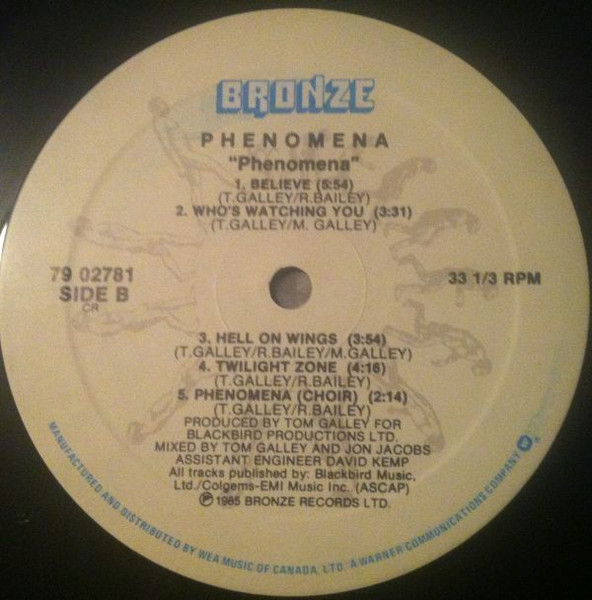 BRONZE
PHENOMENA
"Phenomena"
1. BELIEVE (5:54)
(T.GALLEY/R.BAILEY)
2. WHO'S WATCHING YOU (3:31)
(T.GALLEY/M. GALLEY)
79 02781
SIDE B
CR
33 1/3 RPM
3. HELL ON WINGS (3:54)
(T.GALLEY/R.BAILEY/M.GALLEY)
4. TWILIGHT ZONE (4:16)
(T.GALLEY/R.BAILEY)
5. PHENOMENA (CHOIR) (2:14)
(T.GALLEY/R.BAILEY)
PRODUCED BY TOM GALLEY FOR
BLACKBIRD PRODUCTIONS LTD.
MIXED BY TOM GALLEY AND JON JACOBS
ASSISTANT ENGINEER DAVID KEMP
All tracks published by: Blackbird Music,
Ltd./Colgems-EMI Music Inc. (ASCAP)
℗ 1985 BRONZE RECORDS LTD.
MANUFACTURED AND DISTRIBUTED BY WEA MUSIC OF CANADA, LTD. A WARNER COMMUNICATIONS COMPANY ®